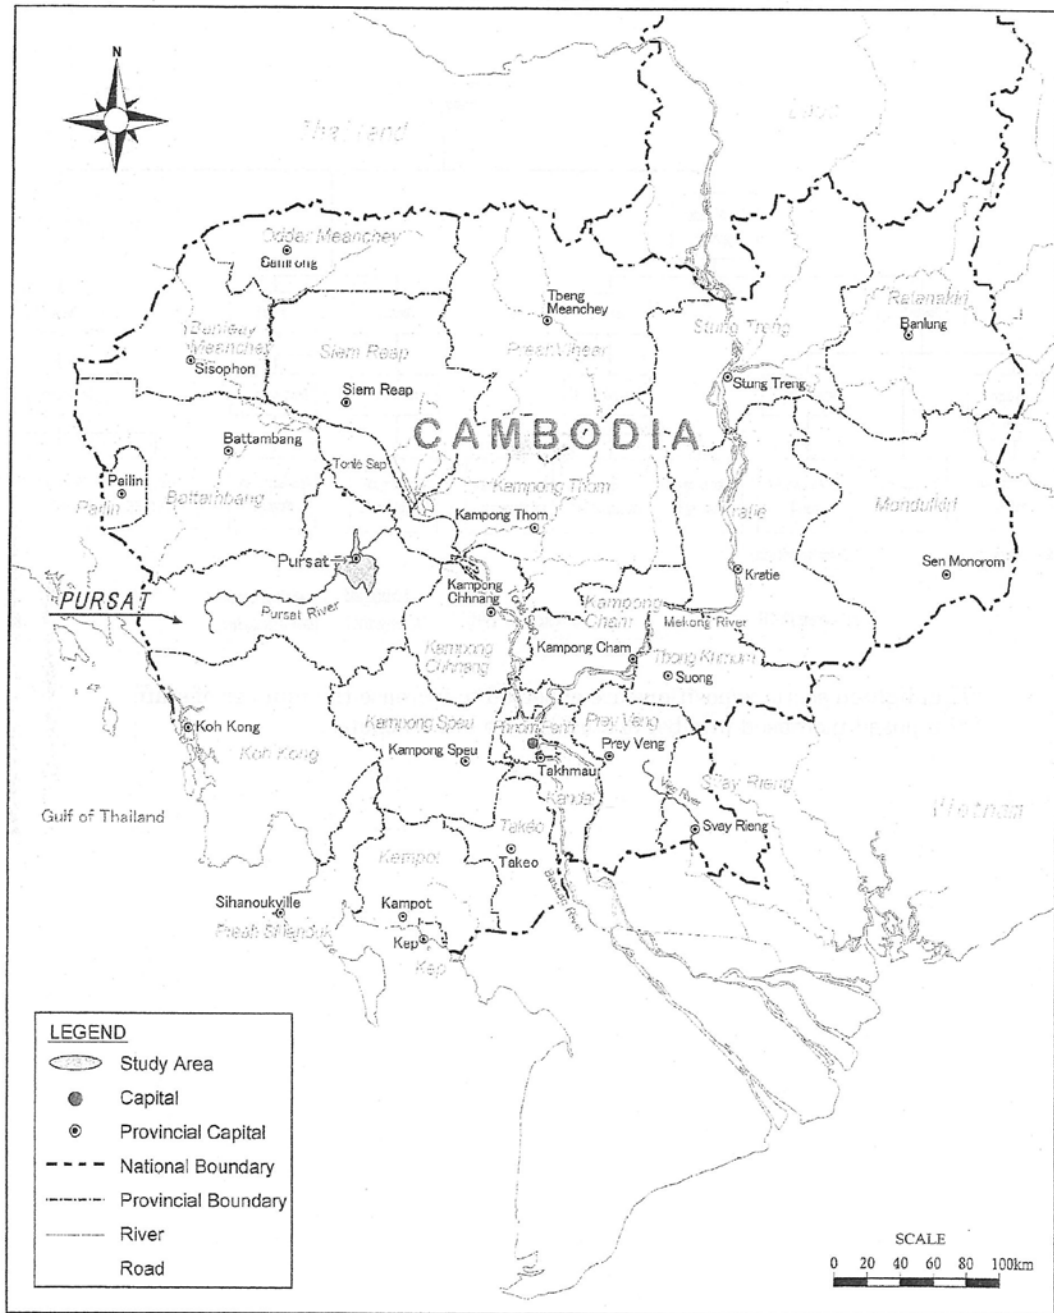 N
Thailand
Laos
Oddar Meanchey
Samrong
Tbeng
Meanchey
Ratanakiri
Banlung
Banteay
Meanchey
Sisophon
Siem Reap
Preah Vihear
Stung Treng
Siem Reap
Stung Treng
CAMBODIA
Battambang
Tonle Sap
Pailin
Pailin
Battambang
Kampong Thom
Kampong Thom
Kratie
Mondulkiri
Pursat
Kratie
Sen Monorom
PURSAT
Pursat River
Kampong
Chhnang
Kampong
Cham
Mekong River
Kampong
Chhnang
Kampong Cham
Tbong Khmum
Suong
Koh Kong
Koh Kong
Kampong Speu
Kampong Speu
Phnom Penh
Prey Veng
Prey Veng
Takhmau
Kandal
Svay Rieng
Svay Rieng
Vietnam
Gulf of Thailand
Takeo
Takeo
Kampot
Bassac River
Sihanoukville
Kampot
Kep
Kep
LEGEND
Study Area
Capital
Provincial Capital
National Boundary
Provincial Boundary
River
Road
SCALE
0 20 40 60 80 100km